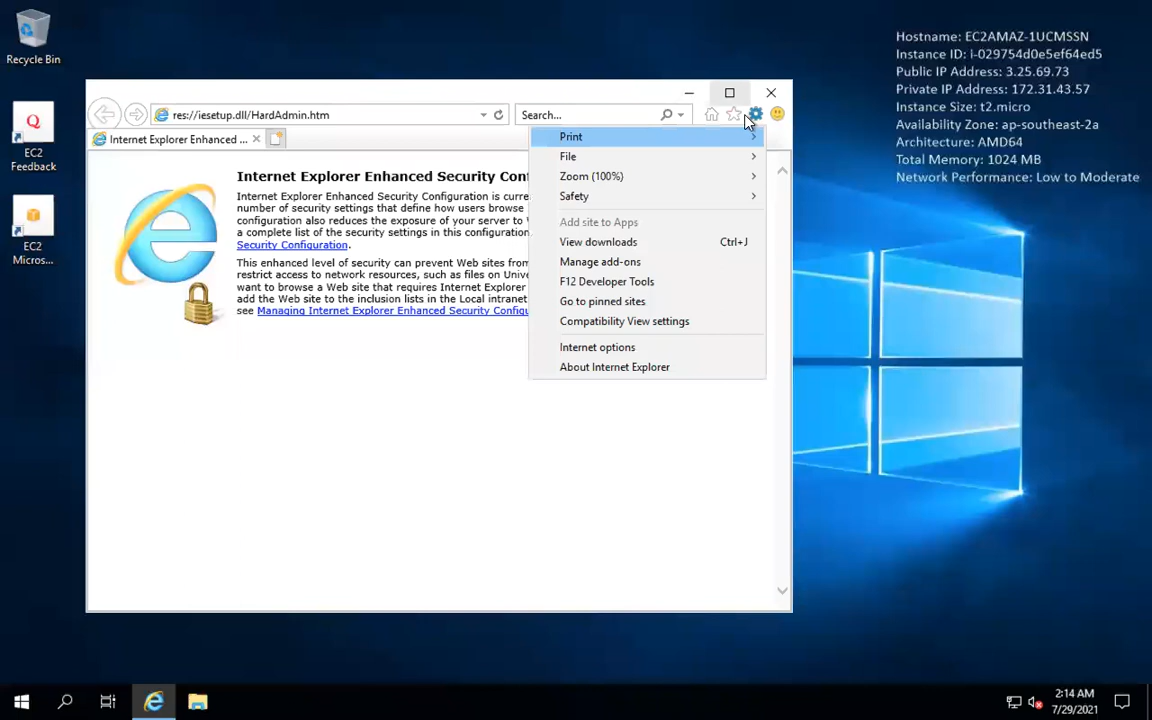 Recycle Bin
EC2
Feedback
EC2
Micros...
Hostname: EC2AMAZ-1UCMSSN
Instance ID: i-029754d0e5ef64ed5
Public IP Address: 3.25.69.73
Private IP Address: 172.31.43.57
Instance Size: t2.micro
Availability Zone: ap-southeast-2a
Architecture: AMD64
Total Memory: 1024 MB
Network Performance: Low to Moderate
res://iesetup.dll/HardAdmin.htm
Search...
Internet Explorer Enhanced ...
Internet Explorer Enhanced Security Con
Internet Explorer Enhanced Security Configuration is curre
number of security settings that define how users browse
configuration also reduces the exposure of your server to
a complete list of the security settings in this configuration
Security Configuration.
This enhanced level of security can prevent Web sites from
restrict access to network resources, such as files on Unive
want to browse a Web site that requires Internet Explorer
add the Web site to the inclusion lists in the Local intranet
see Managing Internet Explorer Enhanced Security Configu
Print
File
Zoom (100%)
Safety
Add site to Apps
View downloads Ctrl+J
Manage add-ons
F12 Developer Tools
Go to pinned sites
Compatibility View settings
Internet options
About Internet Explorer
2:14 AM
7/29/2021